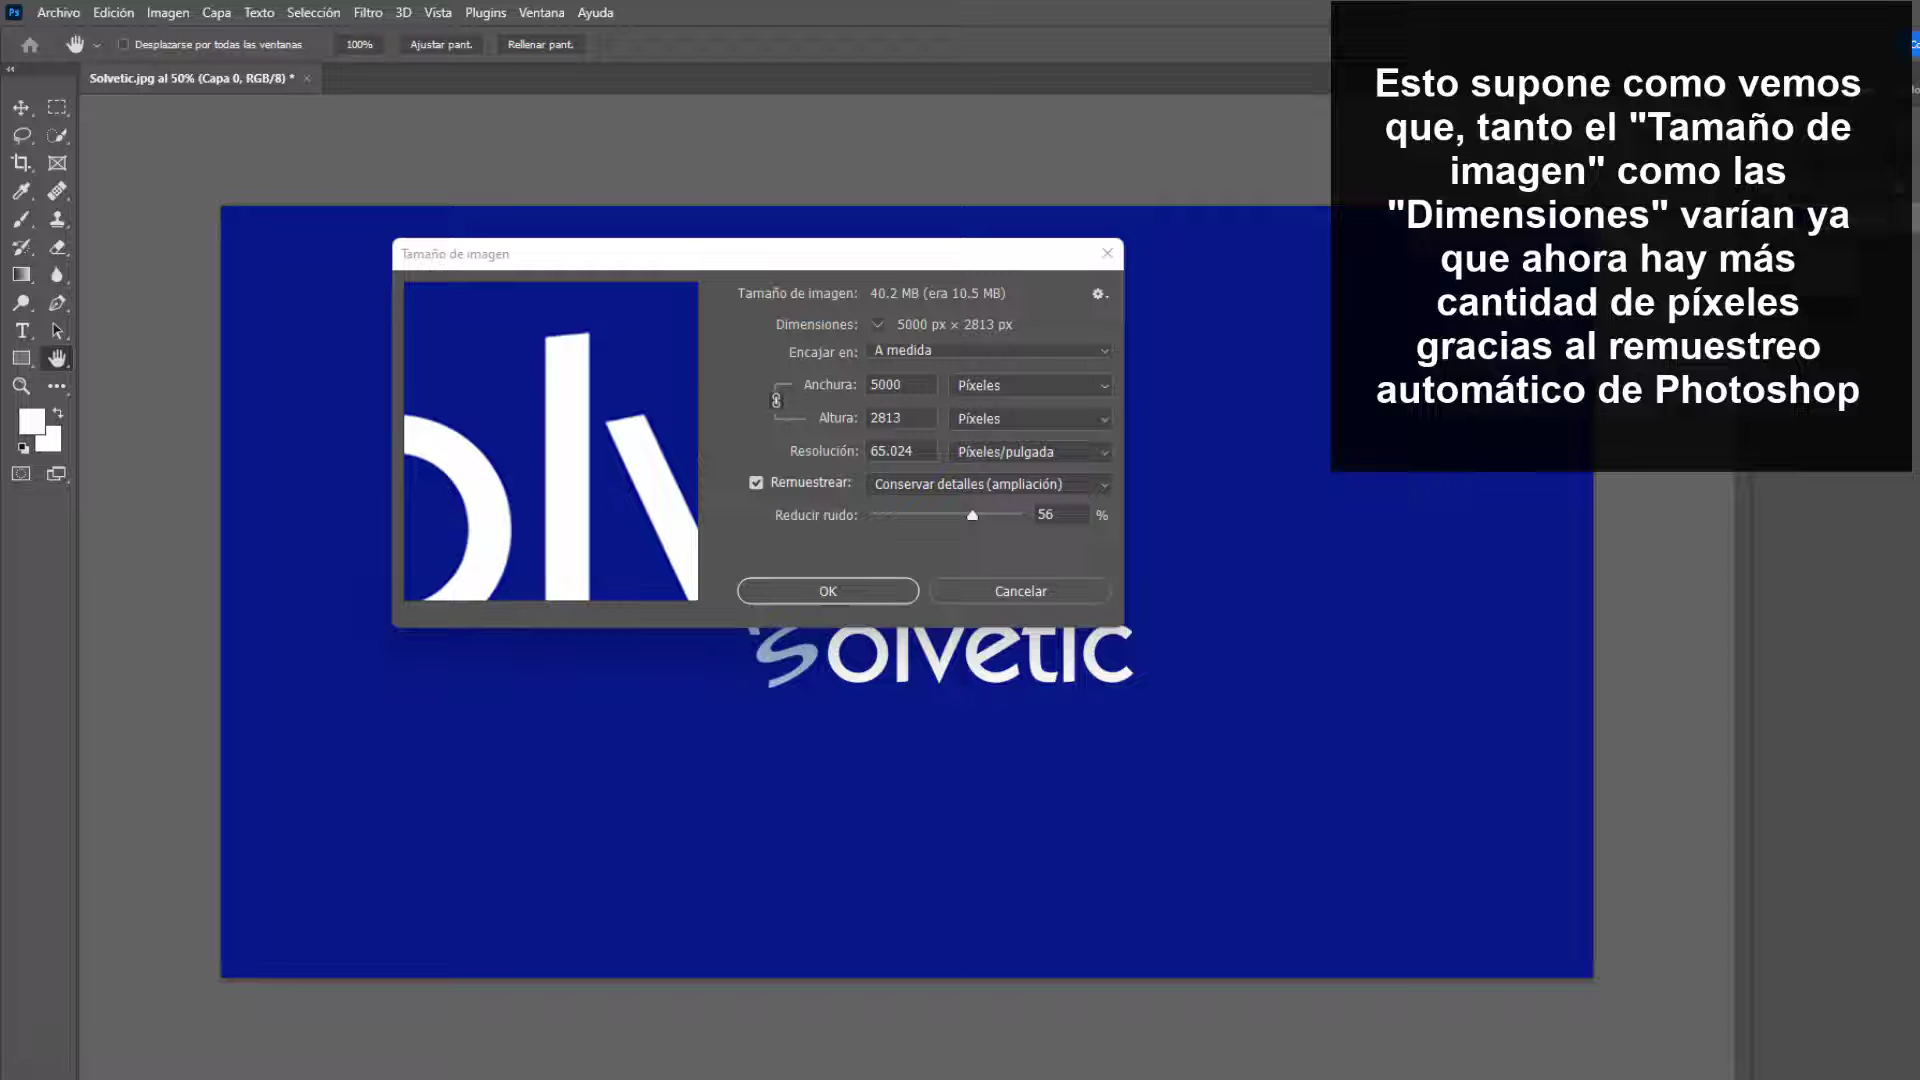 Ps Archivo Edición Imagen Capa Texto Selección Filtro 3D Vista Plugins Ventana Ayuda
Desplazarse por todas las ventanas 100% Ajustar pant. Rellenar pant.
Solvetic.jpg al 50% (Capa 0, RGB/8) *
Esto supone como vemos
que, tanto el "Tamaño de
imagen" como las
"Dimensiones" varían ya
que ahora hay más
cantidad de píxeles
gracias al remuestreo
automático de Photoshop
Tamaño de imagen
Tamaño de imagen: 40.2 MB (era 10.5 MB)
Dimensiones: 5000 px × 2813 px
Encajar en: A medida
Anchura: 5000 Píxeles
Altura: 2813 Píxeles
Resolución: 65.024 Píxeles/pulgada
Remuestrear: Conservar detalles (ampliación)
Reducir ruido: 56 %
OK Cancelar
Solvetic